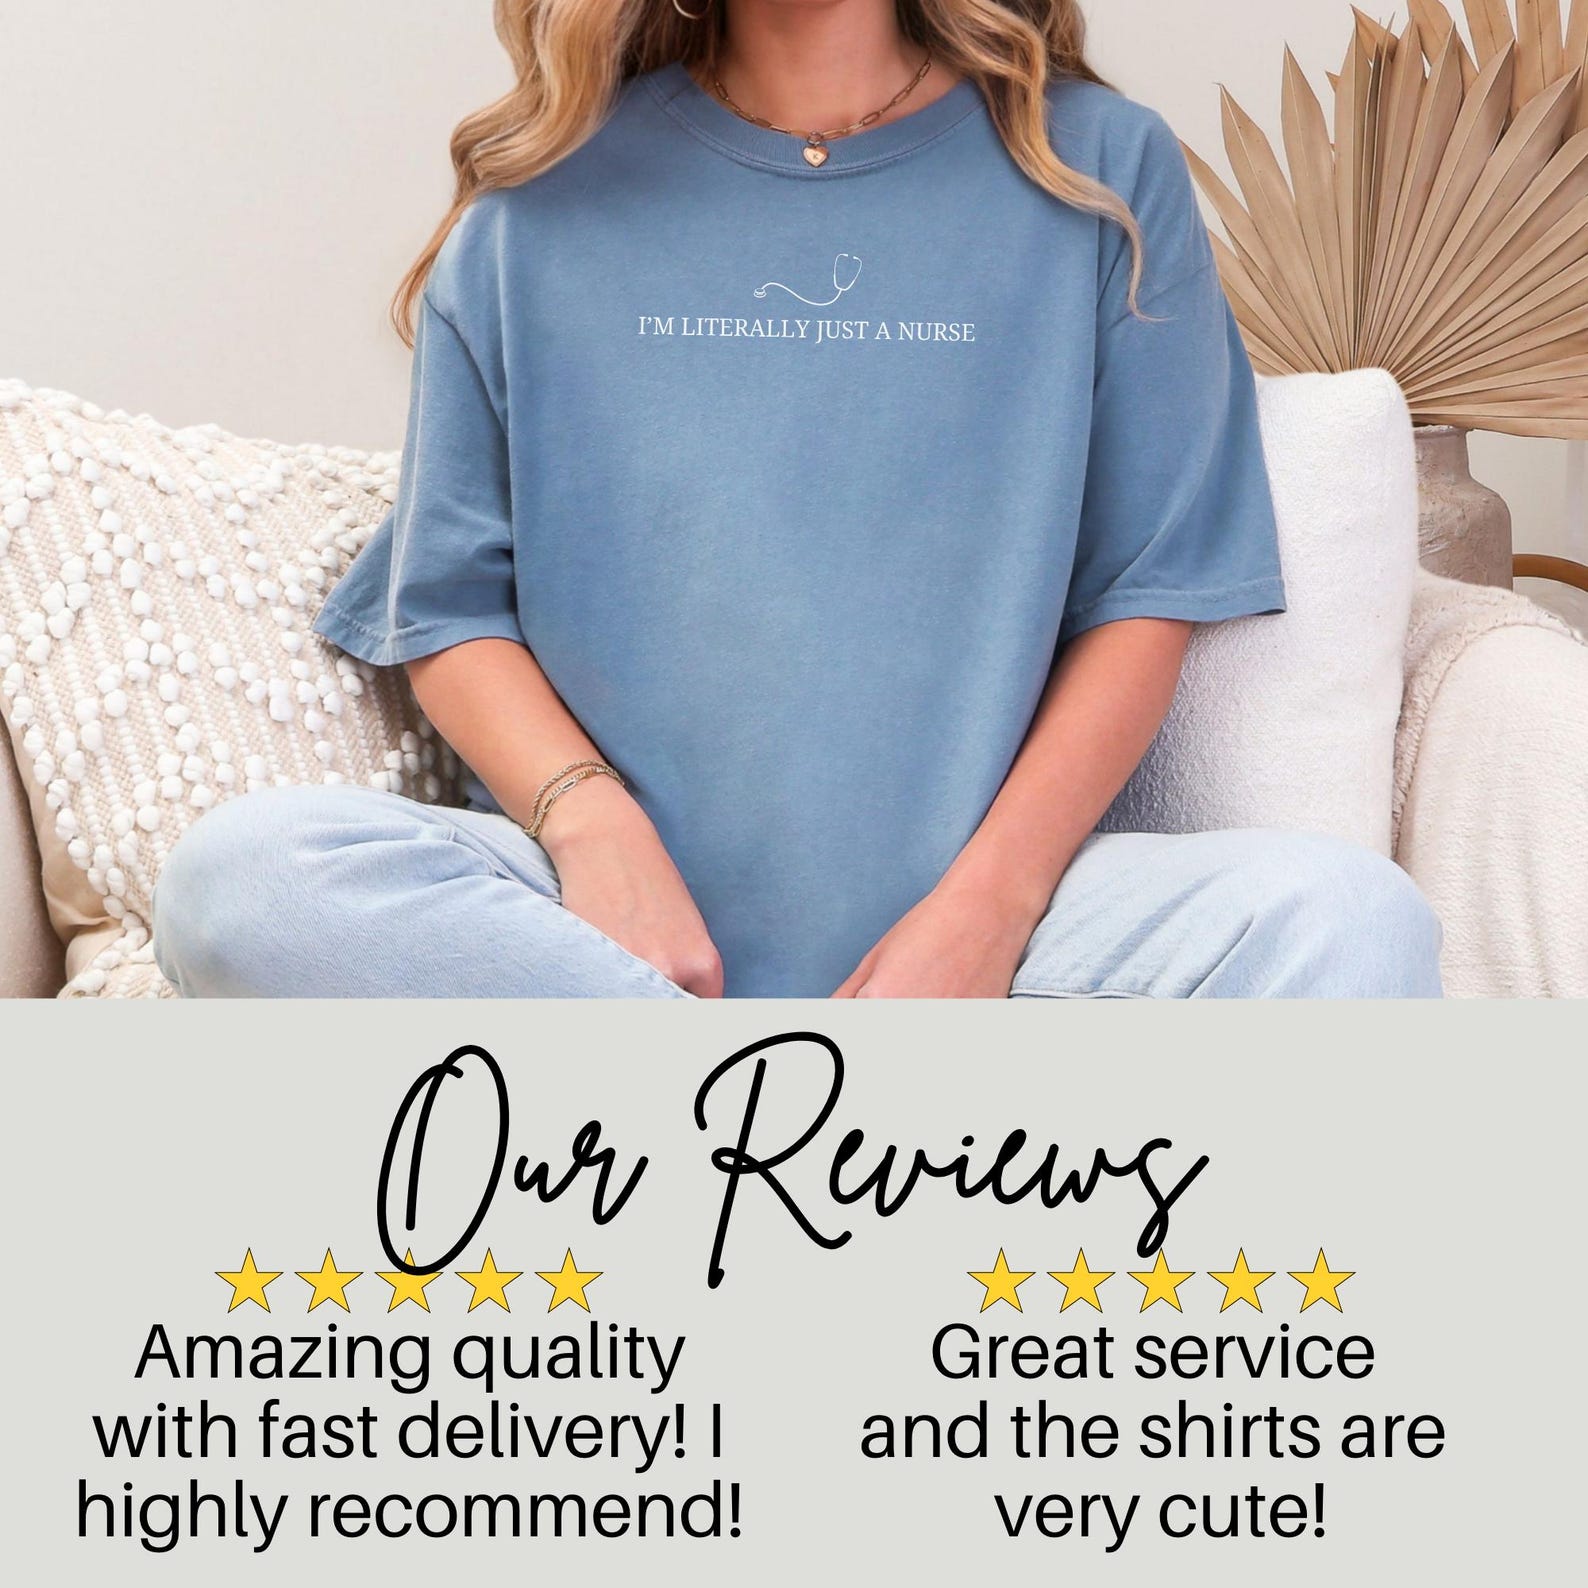 I'M LITERALLY JUST A NURSE
Our Reviews
Amazing quality
with fast delivery! I
highly recommend!
Great service
and the shirts are
very cute!